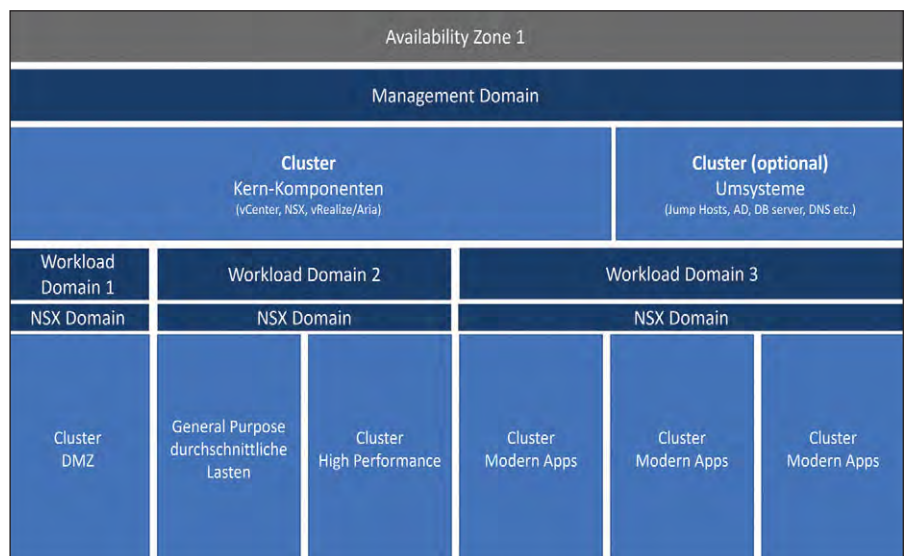 Availability Zone 1
Management Domain
Cluster
Kern-Komponenten
(vCenter, NSX, vRealize/Aria)
Cluster (optional)
Umsysteme
(Jump Hosts, AD, DB server, DNS etc.)
Workload
Domain 1
Workload Domain 2
Workload Domain 3
NSX Domain
NSX Domain
NSX Domain
Cluster
DMZ
General Purpose
durchschnittliche
Lasten
Cluster
High Performance
Cluster
Modern Apps
Cluster
Modern Apps
Cluster
Modern Apps